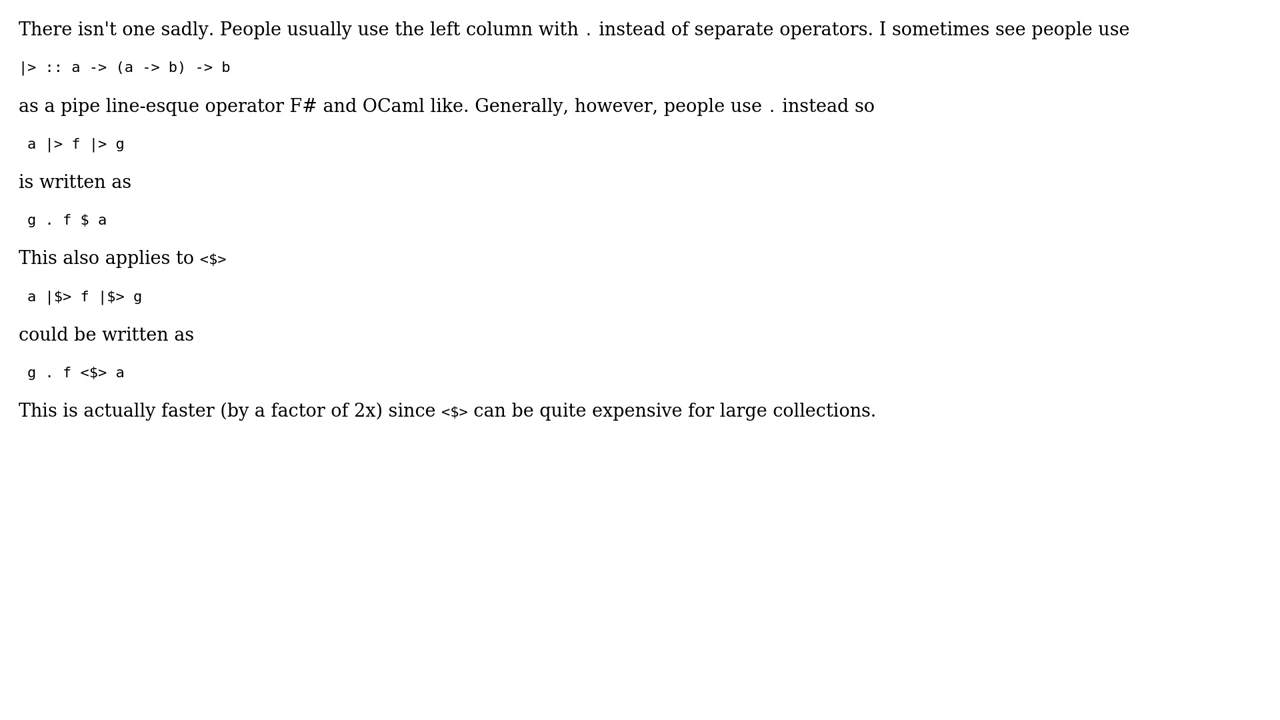 There isn't one sadly. People usually use the left column with . instead of separate operators. I sometimes see people use
|> :: a -> (a -> b) -> b
as a pipe line-esque operator F# and OCaml like. Generally, however, people use . instead so
a |> f |> g
is written as
g . f $ a
This also applies to <$>
a |$> f |$> g
could be written as
g . f <$> a
This is actually faster (by a factor of 2x) since <$> can be quite expensive for large collections.